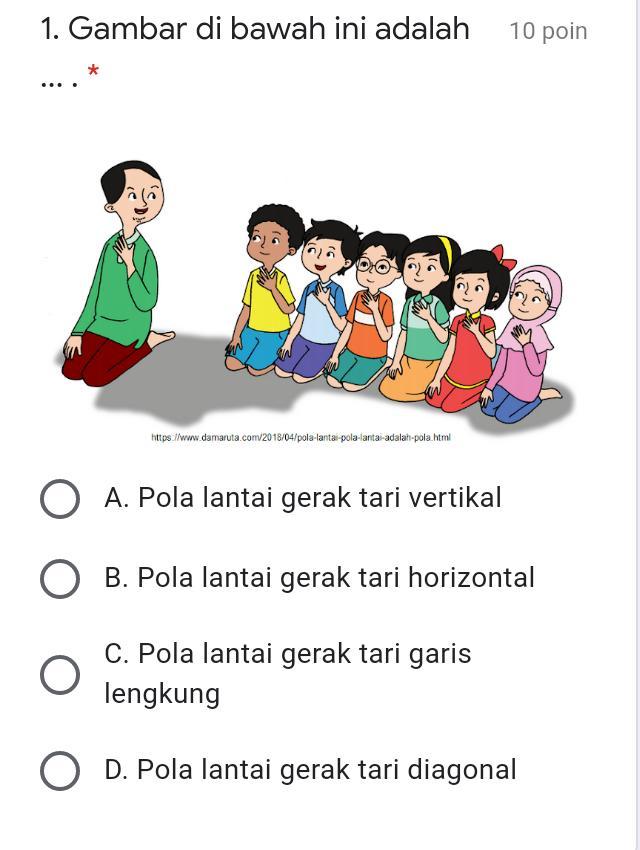 1. Gambar di bawah ini adalah 10 poin
... . *
https://www.damaruta.com/2018/04/pola-lantai-pola-lantai-adalah-pola.html
A. Pola lantai gerak tari vertikal
B. Pola lantai gerak tari horizontal
C. Pola lantai gerak tari garis
lengkung
D. Pola lantai gerak tari diagonal